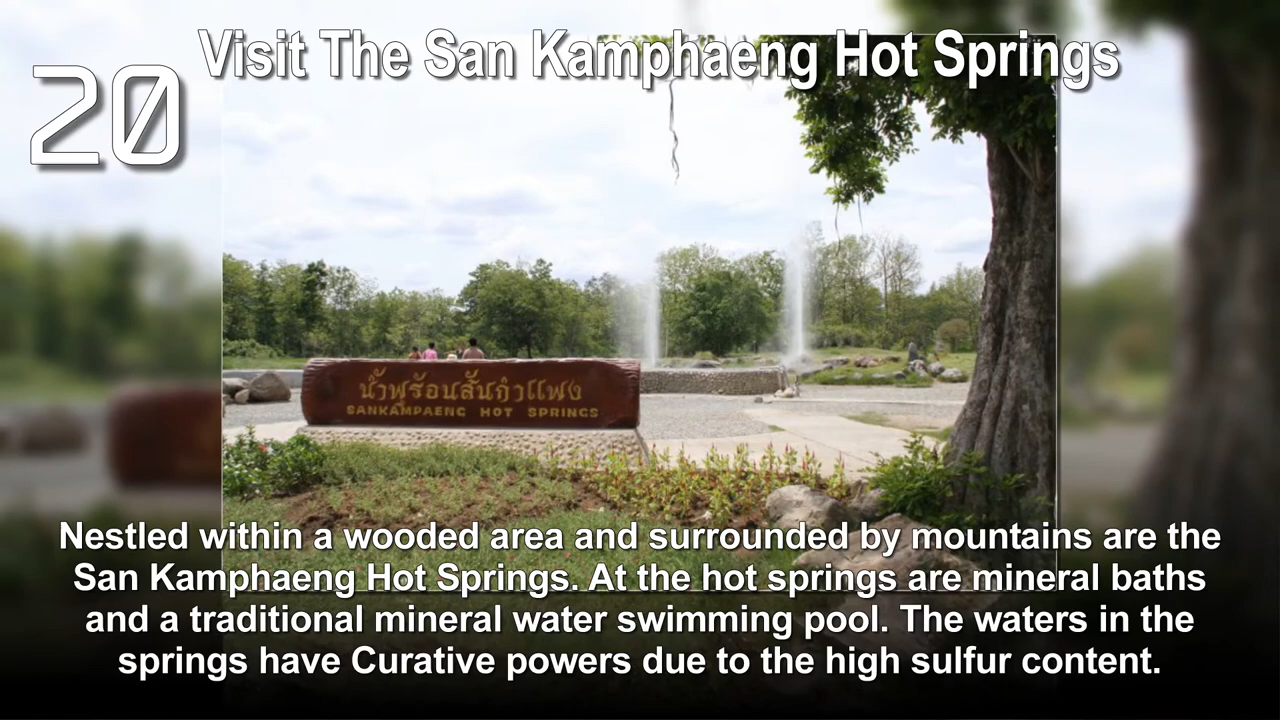 Visit The San Kamphaeng Hot Springs
20
น้ำพุร้อนสันกำแพง
SANKAMPAENG HOT SPRINGS
Nestled within a wooded area and surrounded by mountains are the
San Kamphaeng Hot Springs. At the hot springs are mineral baths
and a traditional mineral water swimming pool. The waters in the
springs have Curative powers due to the high sulfur content.